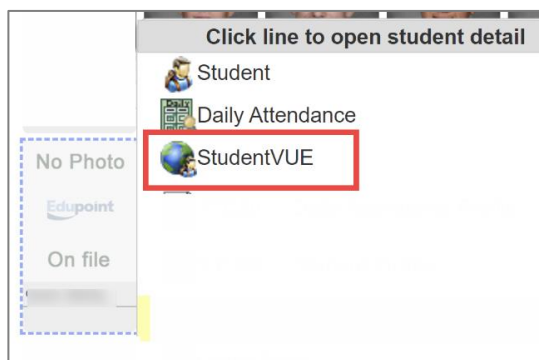 Click line to open student detail
Student
Daily Attendance
StudentVUE
No Photo
Edupoint
On file